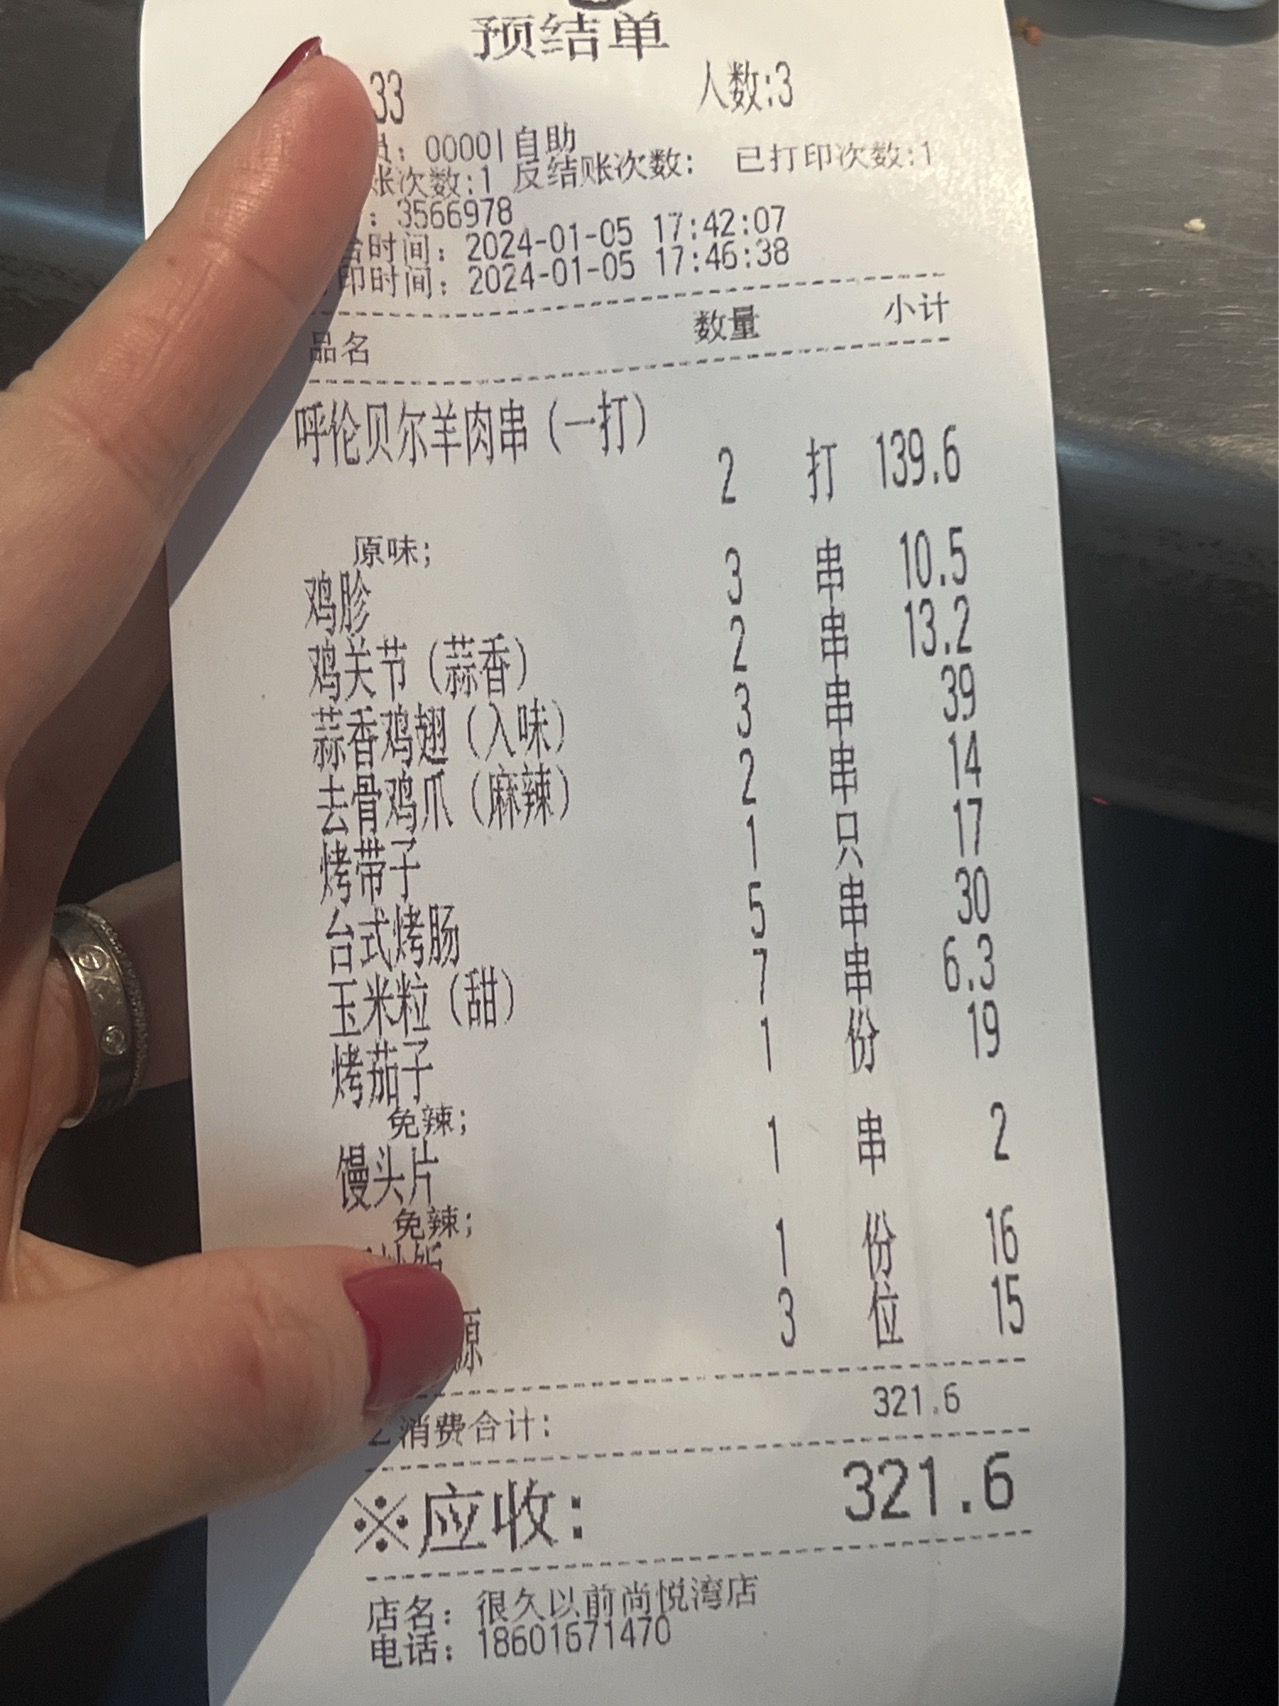 预结单
33 人数:3
员: 00001自助
账次数:1 反结账次数: 已打印次数:1
: 3566978
台时间: 2024-01-05 17:42:07
印时间: 2024-01-05 17:46:38
品名 数量 小计
呼伦贝尔羊肉串(一打)
2 打 139.6
原味;
鸡胗 3 串 10.5
鸡关节(蒜香) 2 串 13.2
蒜香鸡翅(入味) 3 串 39
去骨鸡爪(麻辣) 2 串 14
烤带子 1 只 17
台式烤肠 5 串 30
玉米粒(甜) 7 串 6.3
烤茄子 1 份 19
免辣;
馒头片 1 串 2
免辣;
炒饭 1 份 16
源 3 位 15
消费合计: 321.6
※应收: 321.6
店名: 很久以前尚悦湾店
电话: 18601671470